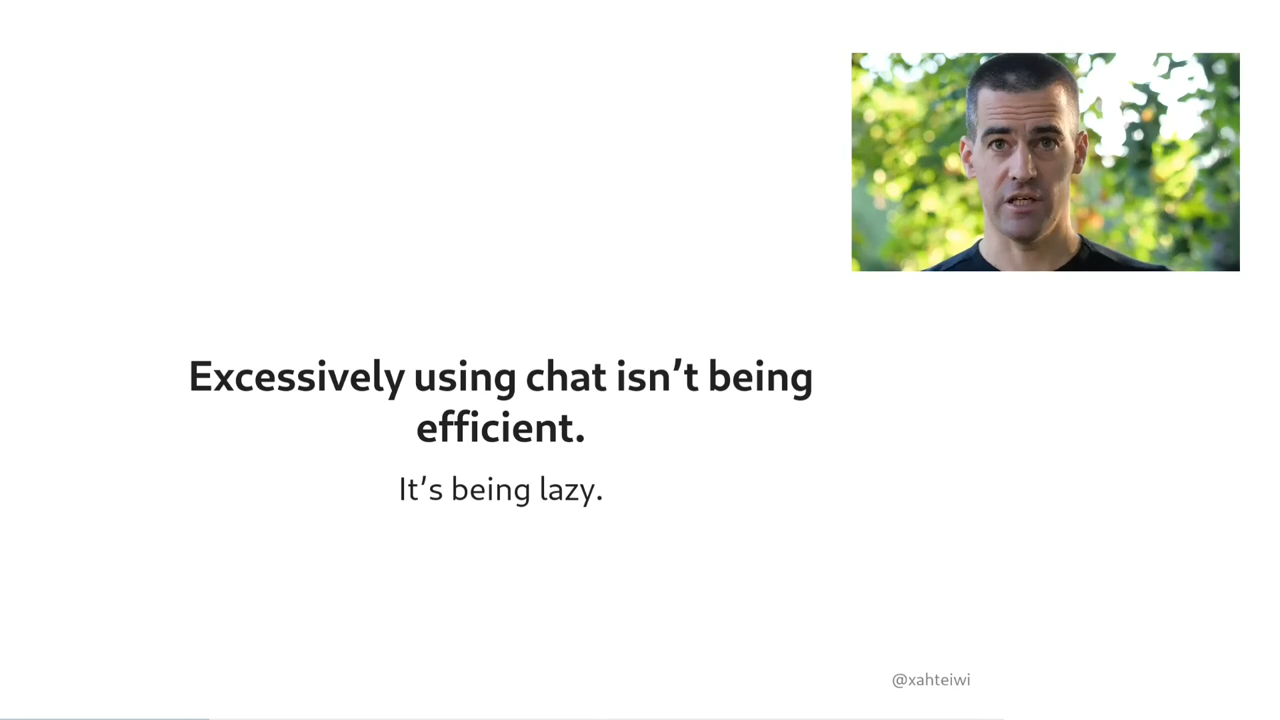 Excessively using chat isn’t being
efficient.
It’s being lazy.
@xahteiwi